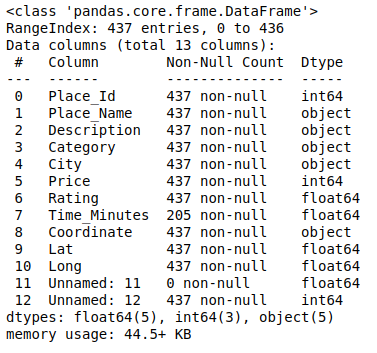 <class 'pandas.core.frame.DataFrame'>
RangeIndex: 437 entries, 0 to 436
Data columns (total 13 columns):
 #   Column        Non-Null Count  Dtype
---  ------        --------------  -----
 0   Place_Id      437 non-null    int64
 1   Place_Name    437 non-null    object
 2   Description   437 non-null    object
 3   Category      437 non-null    object
 4   City          437 non-null    object
 5   Price         437 non-null    int64
 6   Rating        437 non-null    float64
 7   Time_Minutes  205 non-null    float64
 8   Coordinate    437 non-null    object
 9   Lat           437 non-null    float64
 10  Long          437 non-null    float64
 11  Unnamed: 11   0 non-null      float64
 12  Unnamed: 12   437 non-null    int64
dtypes: float64(5), int64(3), object(5)
memory usage: 44.5+ KB